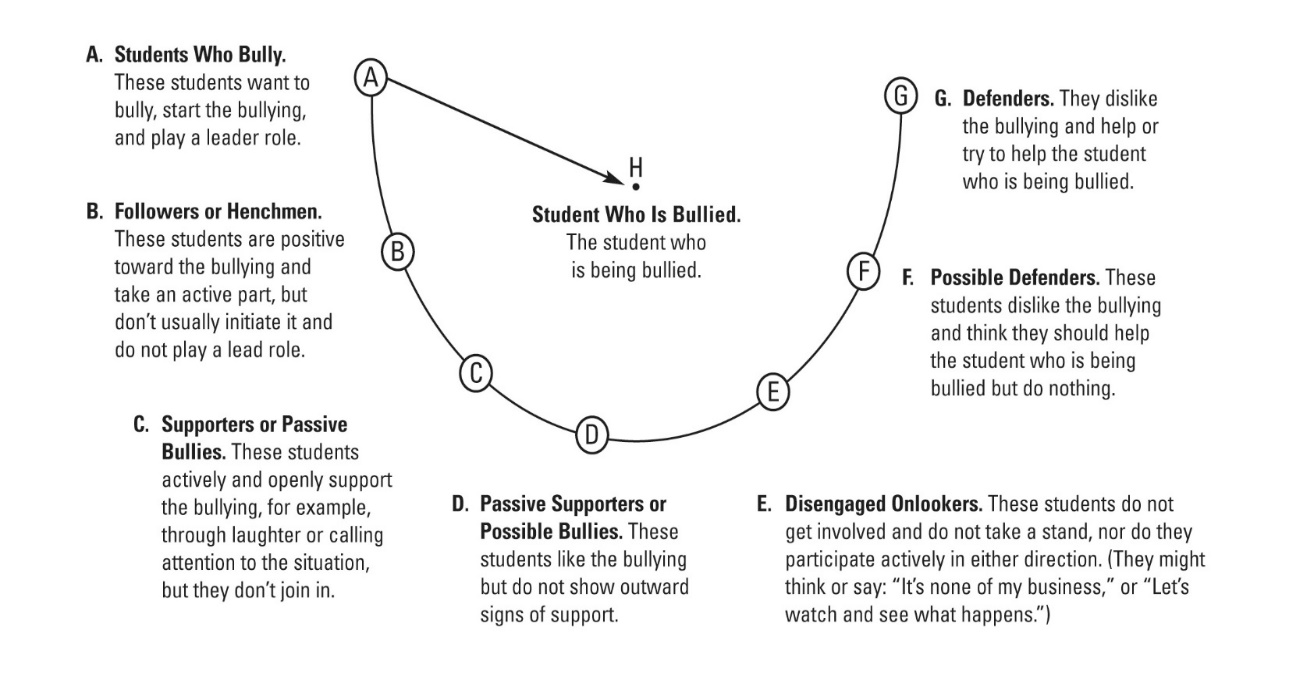 A. Students Who Bully.
These students want to
bully, start the bullying,
and play a leader role.
B. Followers or Henchmen.
These students are positive
toward the bullying and
take an active part, but
don’t usually initiate it and
do not play a lead role.
C. Supporters or Passive
Bullies. These students
actively and openly support
the bullying, for example,
through laughter or calling
attention to the situation,
but they don’t join in.
D. Passive Supporters or
Possible Bullies. These
students like the bullying
but do not show outward
signs of support.
E. Disengaged Onlookers. These students do not
get involved and do not take a stand, nor do they
participate actively in either direction. (They might
think or say: “It’s none of my business,” or “Let’s
watch and see what happens.”)
F. Possible Defenders. These
students dislike the bullying
and think they should help
the student who is being
bullied but do nothing.
G. Defenders. They dislike
the bullying and help or
try to help the student
who is being bullied.
H
Student Who Is Bullied.
The student who
is being bullied.
A
B
C
D
E
F
G